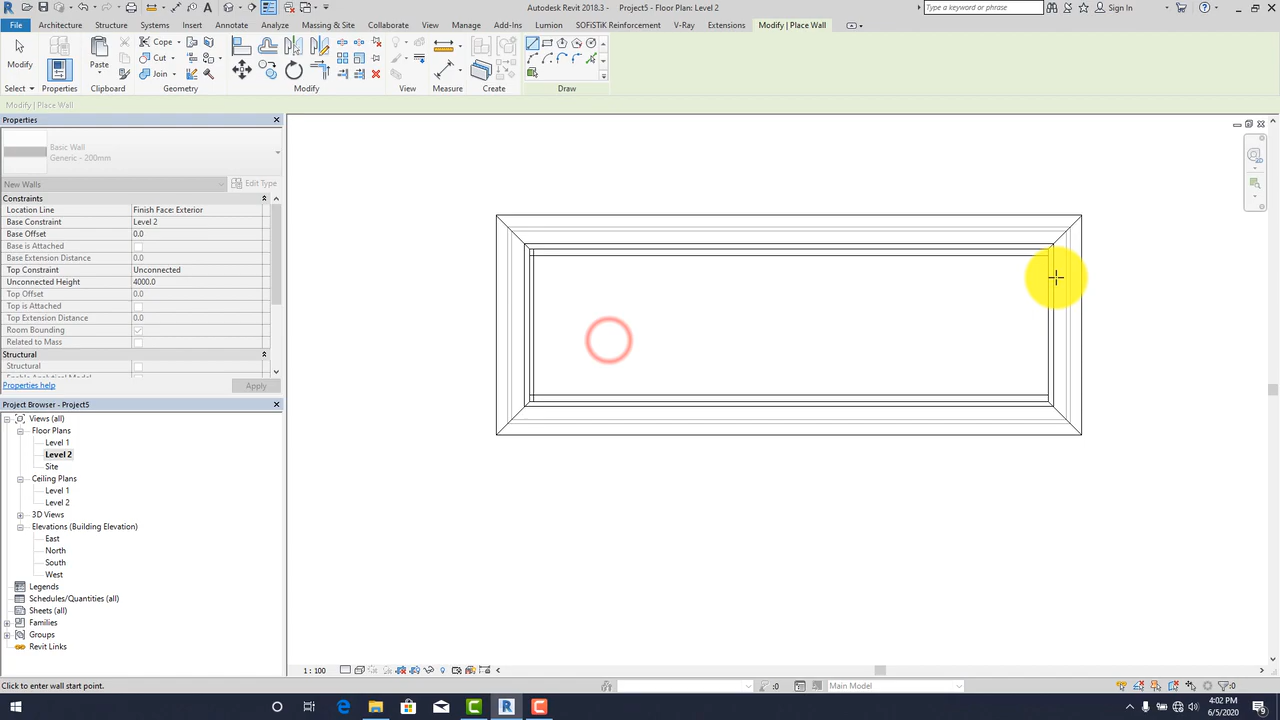 Autodesk Revit 2018.3 - Project5 - Floor Plan: Level 2
Type a keyword or phrase
Sign In
File Architecture Structure Systems Insert Annotate Analyze Massing & Site Collaborate View Manage Add-Ins Lumion SOFiSTiK Reinforcement V-Ray Extensions Modify | Place Wall
Modify
Paste
Cope
Cut
Join
Select Properties Clipboard Geometry Modify View Measure Create Draw
Modify | Place Wall
Properties
Basic Wall
Generic - 200mm
New Walls
Edit Type
Constraints
Location Line Finish Face: Exterior
Base Constraint Level 2
Base Offset 0.0
Base is Attached
Base Extension Distance 0.0
Top Constraint Unconnected
Unconnected Height 4000.0
Top Offset 0.0
Top is Attached
Top Extension Distance 0.0
Room Bounding
Related to Mass
Structural
Structural
Enable Analytical Model
Properties help
Apply
Project Browser - Project5
Views (all)
Floor Plans
Level 1
Level 2
Site
Ceiling Plans
Level 1
Level 2
3D Views
Elevations (Building Elevation)
East
North
South
West
Legends
Schedules/Quantities (all)
Sheets (all)
Families
Groups
Revit Links
1 : 100
Click to enter wall start point.
:0
Main Model
:0
4:02 PM
6/5/2020